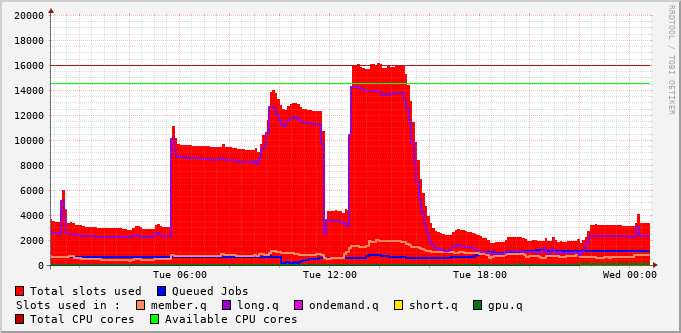 RRDTOOL / TOBI OETIKER
20000
18000
16000
14000
12000
10000
8000
6000
4000
2000
0
Tue 06:00 Tue 12:00 Tue 18:00 Wed 00:00
Total slots used Queued Jobs
Slots used in : member.q long.q ondemand.q short.q gpu.q
Total CPU cores Available CPU cores